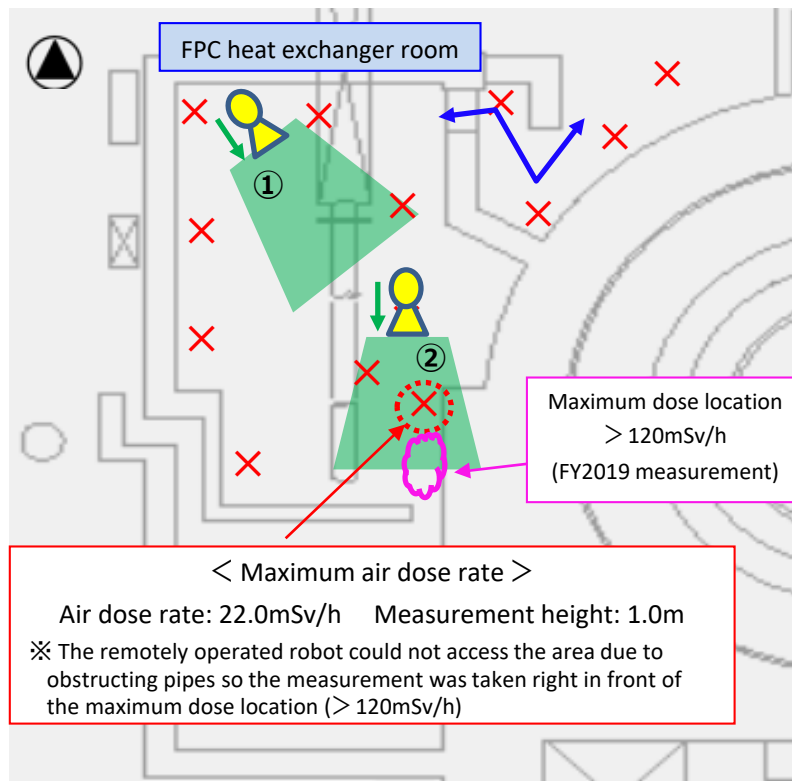 FPC heat exchanger room
①
②
Maximum dose location
＞120mSv/h
(FY2019 measurement)
＜ Maximum air dose rate ＞
Air dose rate: 22.0mSv/h Measurement height: 1.0m
※ The remotely operated robot could not access the area due to
obstructing pipes so the measurement was taken right in front of
the maximum dose location (＞120mSv/h)